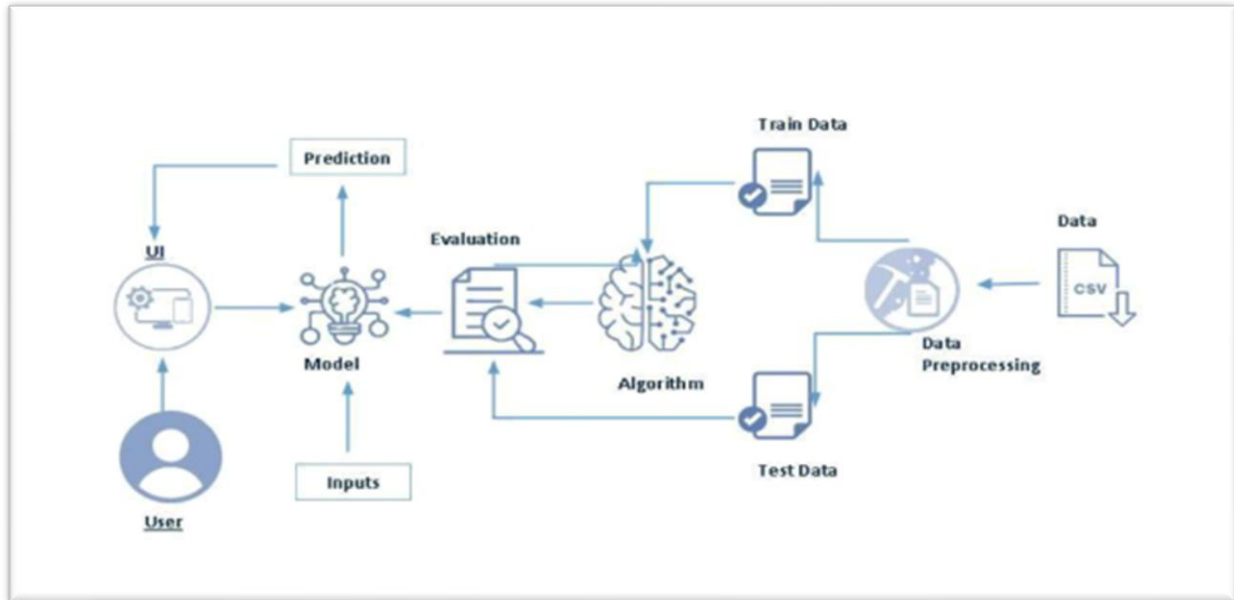 Train Data
Prediction
Data
Evaluation
UI
CSV
Data
Preprocessing
Model
Algorithm
Test Data
Inputs
User